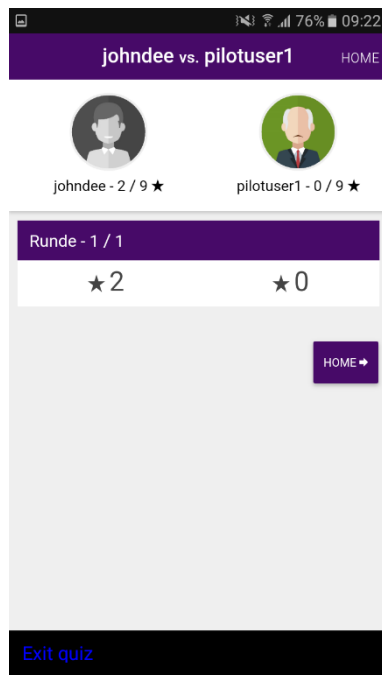 76% 09:22
johndee vs. pilotuser1 HOME
johndee - 2 / 9 ★ pilotuser1 - 0 / 9 ★
Runde - 1 / 1
★ 2 ★ 0
HOME ➡
Exit quiz